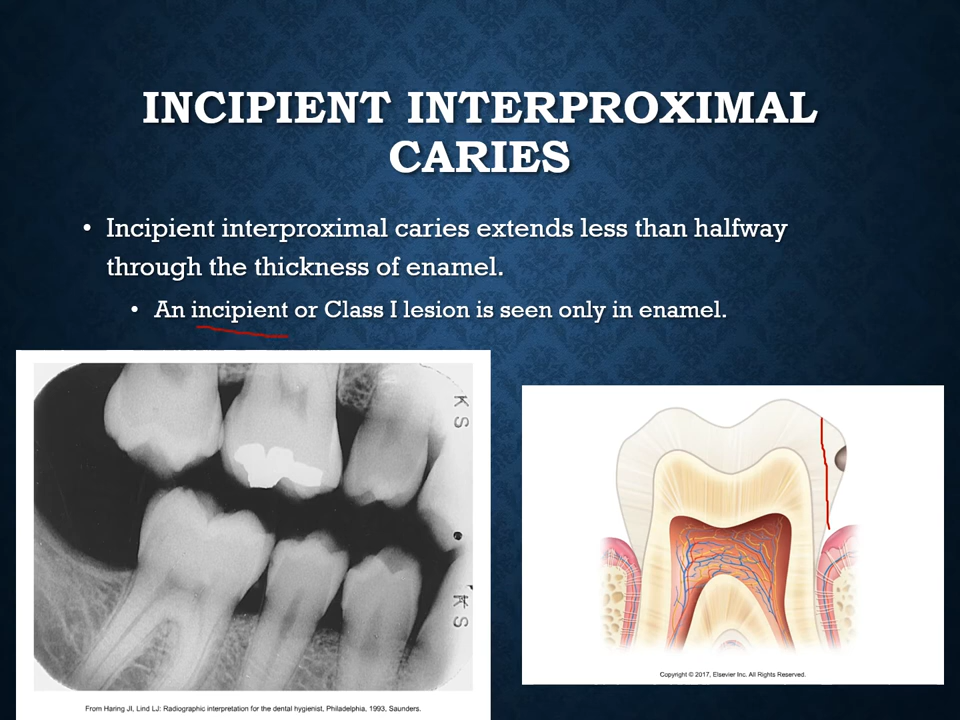 INCIPIENT INTERPROXIMAL
CARIES
• Incipient interproximal caries extends less than halfway
through the thickness of enamel.
• An incipient or Class I lesion is seen only in enamel.
KS
KS
From Haring JI, Lind LJ: Radiographic interpretation for the dental hygienist, Philadelphia, 1993, Saunders.
Copyright © 2017, Elsevier Inc. All Rights Reserved.